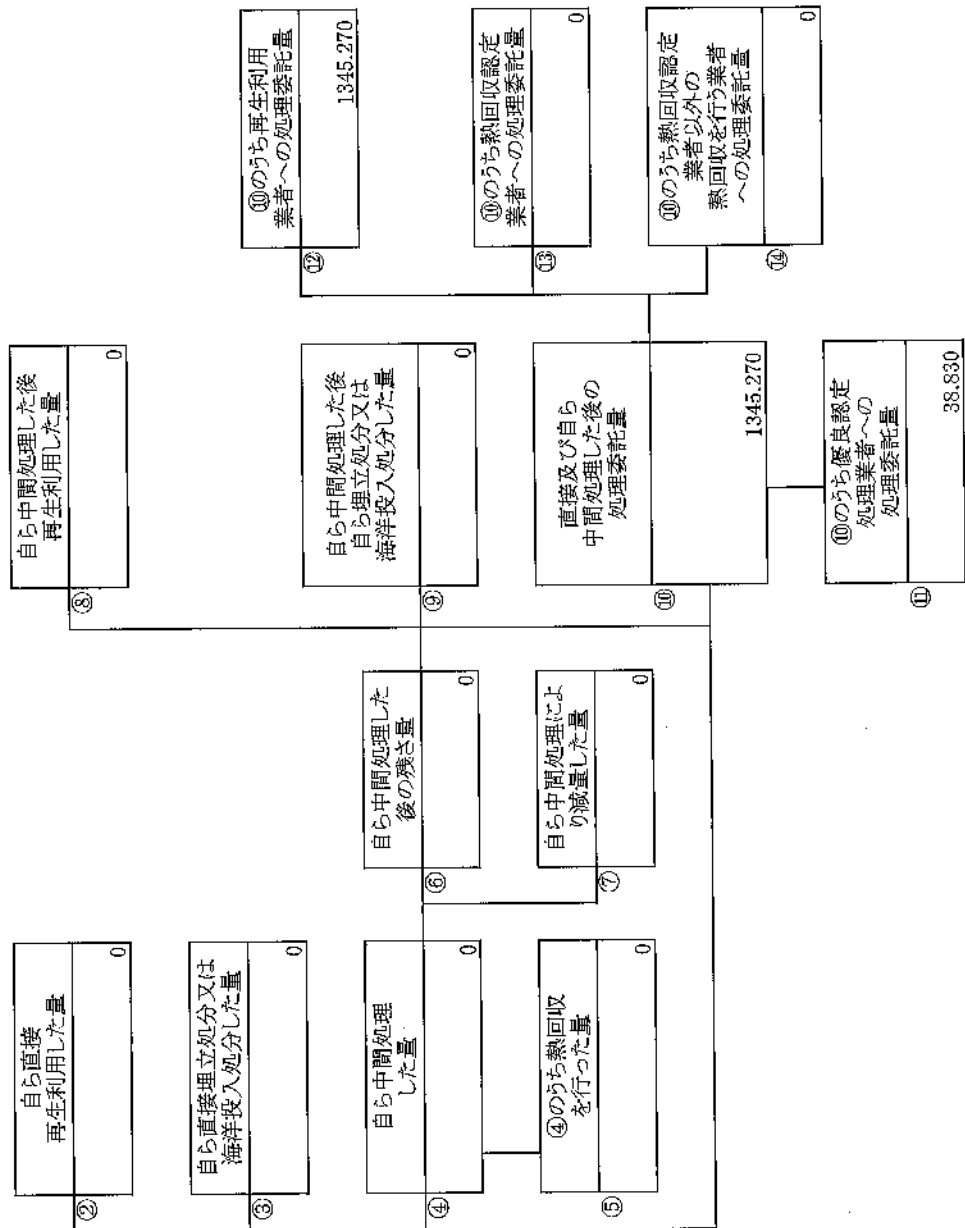 ②
自ら直接
再生利用した量
0
③
自ら直接埋立処分又は
海洋投入処分した量
0
④
自ら中間処理
した量
0
⑤
④のうち熱回収
を行った量
0
⑥
自ら中間処理した
後の残さ量
0
⑦
自ら中間処理によ
り減量した量
0
⑧
自ら中間処理した後
再生利用した量
0
⑨
自ら中間処理した後
自ら埋立処分又は
海洋投入処分した量
0
⑩
直接及び自ら
中間処理した後の
処理委託量
1345.270
⑪
⑩のうち優良認定
処理業者への
処理委託量
38.830
⑫
⑩のうち再生利用
業者への処理委託量
1345.270
⑬
⑩のうち熱回収認定
業者への処理委託量
0
⑭
⑩のうち熱回収認定
業者以外の
熱回収を行う業者
への処理委託量
0